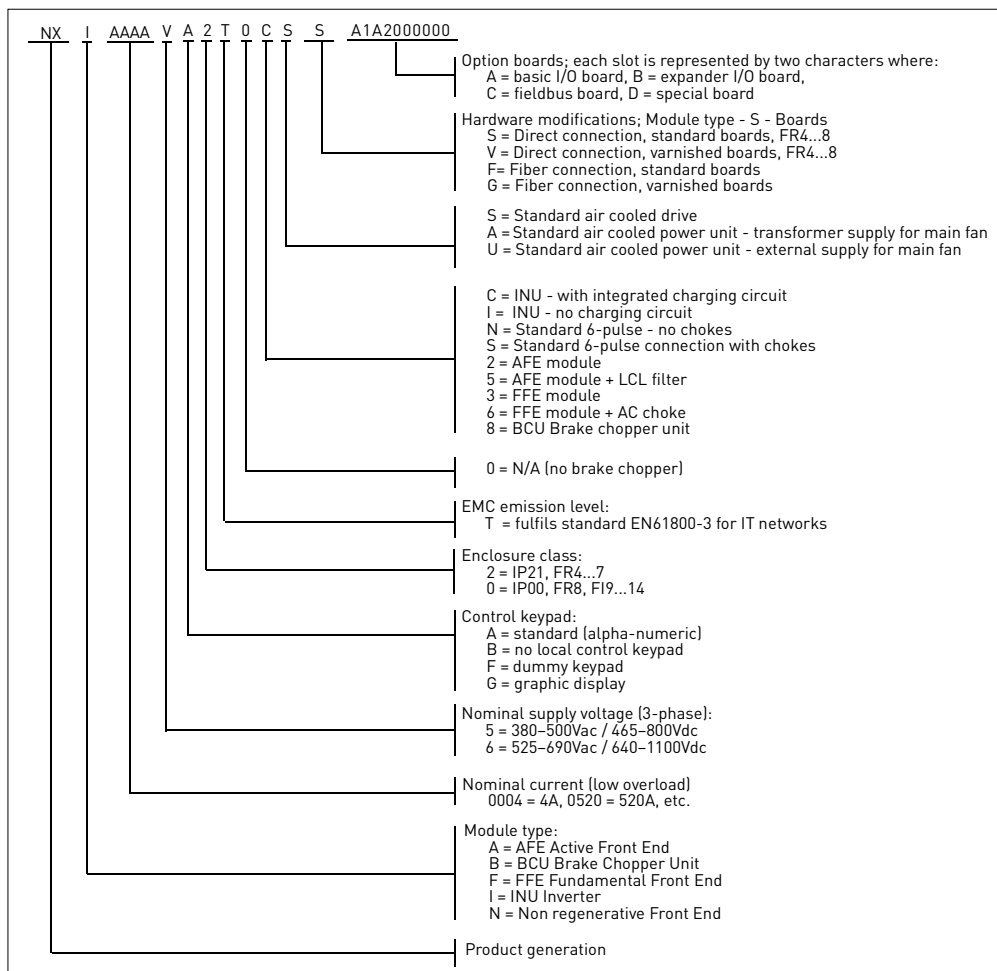 NX I AAAA V A 2 T 0 C S S A1A2000000
Option boards; each slot is represented by two characters where:
A = basic I/O board, B = expander I/O board,
C = fieldbus board, D = special board
Hardware modifications; Module type - S - Boards
S = Direct connection, standard boards, FR4...8
V = Direct connection, varnished boards, FR4...8
F= Fiber connection, standard boards
G = Fiber connection, varnished boards
S = Standard air cooled drive
A = Standard air cooled power unit - transformer supply for main fan
U = Standard air cooled power unit - external supply for main fan
C = INU - with integrated charging circuit
I = INU - no charging circuit
N = Standard 6-pulse - no chokes
S = Standard 6-pulse connection with chokes
2 = AFE module
5 = AFE module + LCL filter
3 = FFE module
6 = FFE module + AC choke
8 = BCU Brake chopper unit
0 = N/A (no brake chopper)
EMC emission level:
T = fulfils standard EN61800-3 for IT networks
Enclosure class:
2 = IP21, FR4...7
0 = IP00, FR8, FI9...14
Control keypad:
A = standard (alpha-numeric)
B = no local control keypad
F = dummy keypad
G = graphic display
Nominal supply voltage (3-phase):
5 = 380–500Vac / 465–800Vdc
6 = 525–690Vac / 640–1100Vdc
Nominal current (low overload)
0004 = 4A, 0520 = 520A, etc.
Module type:
A = AFE Active Front End
B = BCU Brake Chopper Unit
F = FFE Fundamental Front End
I = INU Inverter
N = Non regenerative Front End
Product generation